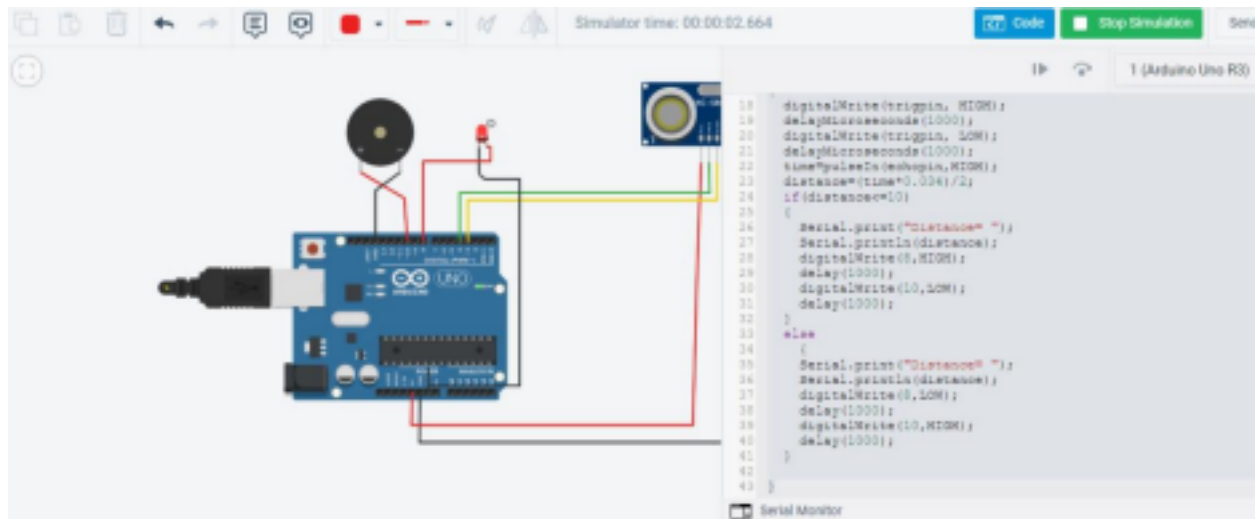 Simulator time: 00:00:02.664
Code
Stop Simulation
Seria
1 (Arduino Uno R3)
18 digitalWrite(trigpin, HIGH);
19 delayMicroseconds(1000);
20 digitalWrite(trigpin, LOW);
21 delayMicroseconds(1000);
22 time=pulseIn(echopin,HIGH);
23 distance=(time*0.034)/2;
24 if(distance<=10)
25 {
26 Serial.print("Distance= ");
27 Serial.println(distance);
28 digitalWrite(8,HIGH);
29 delay(1000);
30 digitalWrite(10,LOW);
31 delay(1000);
32 }
33 else
34 {
35 Serial.print("Distance= ");
36 Serial.println(distance);
37 digitalWrite(8,LOW);
38 delay(1000);
39 digitalWrite(10,HIGH);
40 delay(1000);
41 }
42
43 }
UNO
Serial Monitor